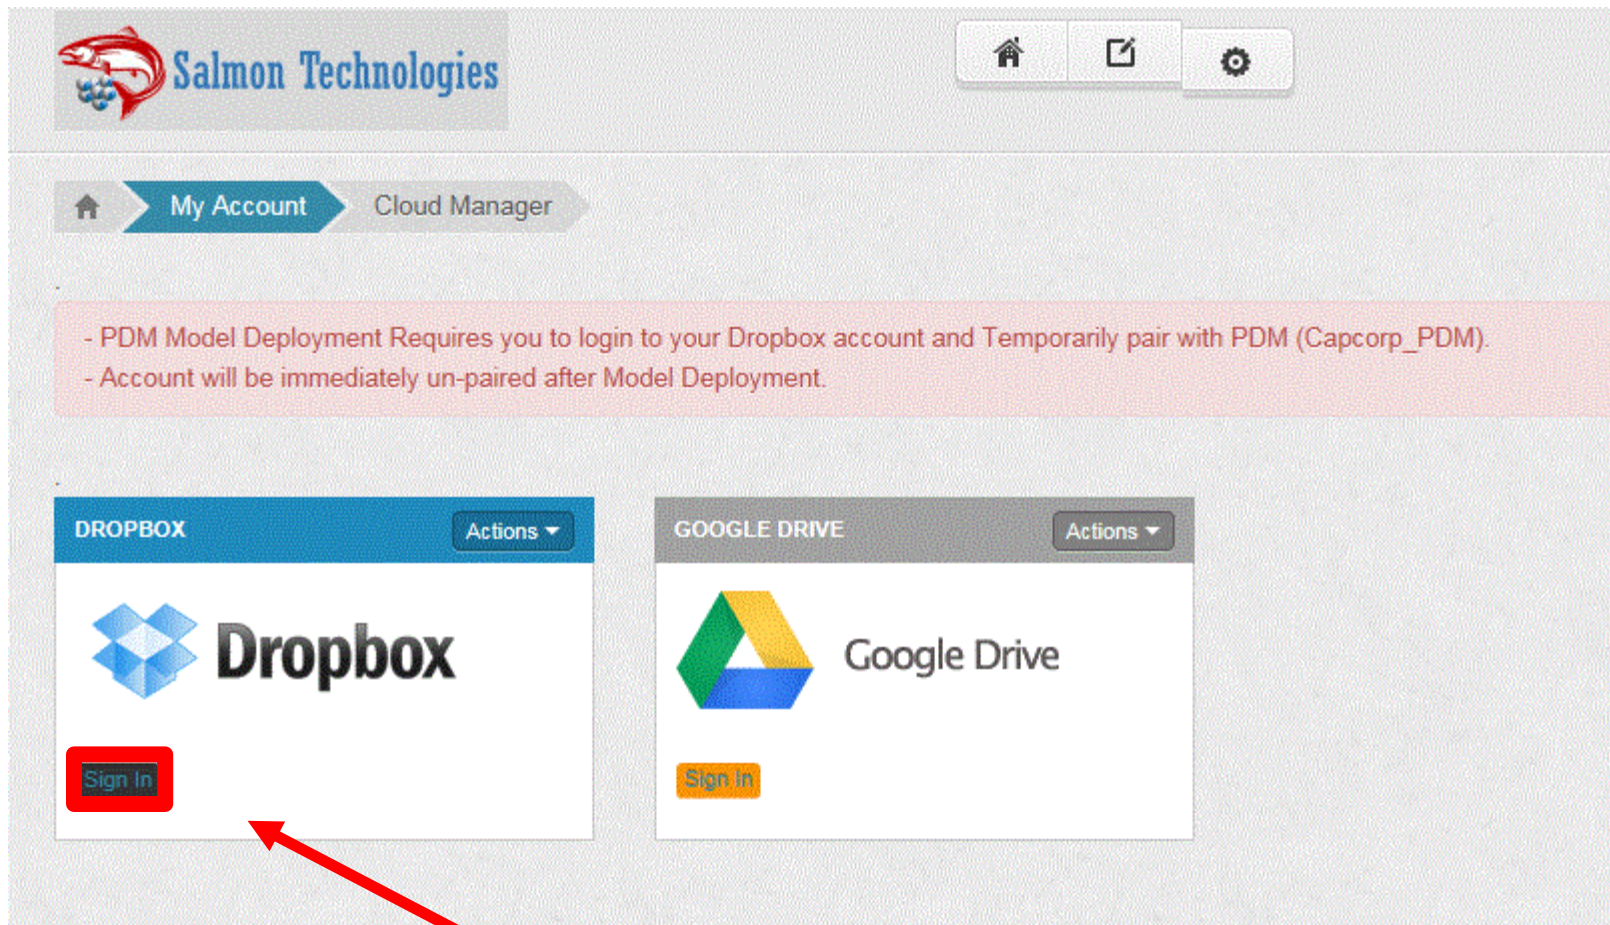 Salmon Technologies
My Account
Cloud Manager
- PDM Model Deployment Requires you to login to your Dropbox account and Temporarily pair with PDM (Capcorp_PDM).
- Account will be immediately un-paired after Model Deployment.
DROPBOX
Actions
Dropbox
Sign In
GOOGLE DRIVE
Actions
Google Drive
Sign In